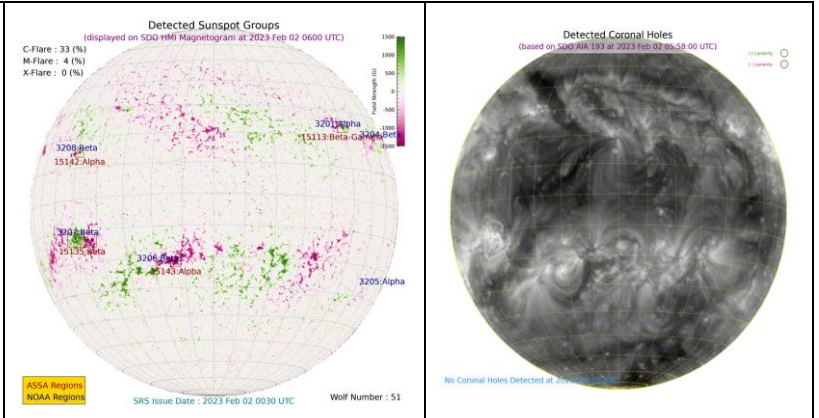 Detected Sunspot Groups
(displayed on SDO HMI Magnetogram at 2023 Feb 02 0600 UTC)
C-Flare : 33 (%)
M-Flare : 4 (%)
X-Flare : 0 (%)
1500
1000
500
0
-500
-1000
-1500
Field Strength (G)
3201:Alpha
3204:Beta
15113:Beta-Gamma
3208:Beta
15142:Alpha
3207:Beta
15135:Beta
3206:Beta
15143:Alpha
3205:Alpha
ASSA Regions
NOAA Regions
SRS Issue Date : 2023 Feb 02 0030 UTC
Wolf Number : 51
Detected Coronal Holes
(based on SDO AIA 193 at 2023 Feb 02 05:58:00 UTC)
(+) polarity
(-) polarity
No Coronal Holes Detected at